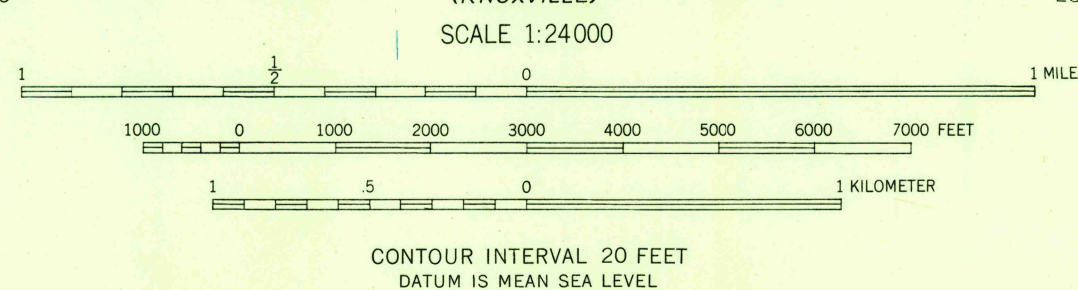 (KNOXVILLE)
SCALE 1:24000
1 1/2 0 1 MILE
1000 0 1000 2000 3000 4000 5000 6000 7000 FEET
1 .5 0 1 KILOMETER
CONTOUR INTERVAL 20 FEET
DATUM IS MEAN SEA LEVEL